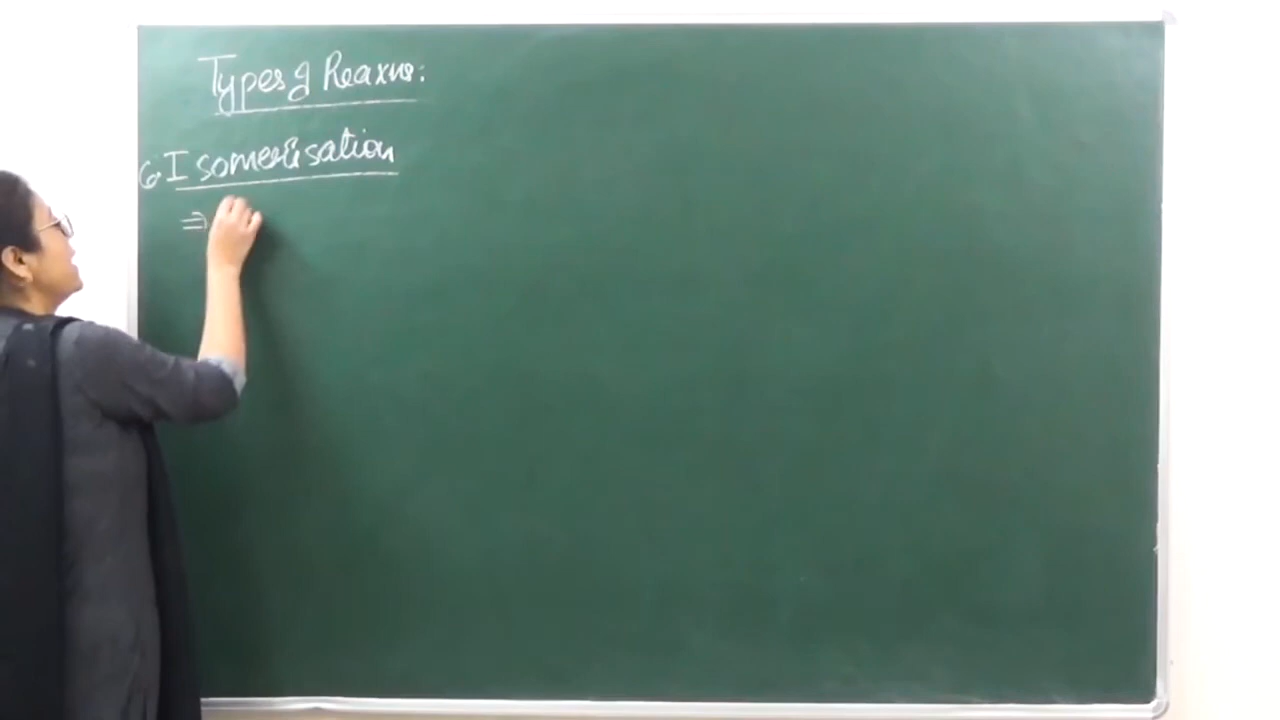 Types of Reaxns:
6. Isomerisation
⇒